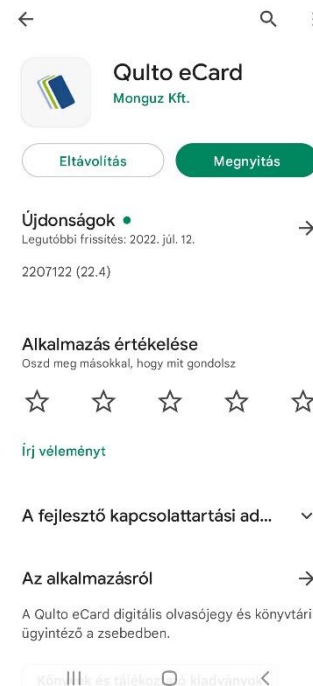 Qulto eCard
Monguz Kft.
Eltávolítás
Megnyitás
Újdonságok
Legutóbbi frissítés: 2022. júl. 12.
2207122 (22.4)
Alkalmazás értékelése
Oszd meg másokkal, hogy mit gondolsz
Írj véleményt
A fejlesztő kapcsolattartási ad...
Az alkalmazásról
A Qulto eCard digitális olvasójegy és könyvtári
ügyintéző a zsebedben.